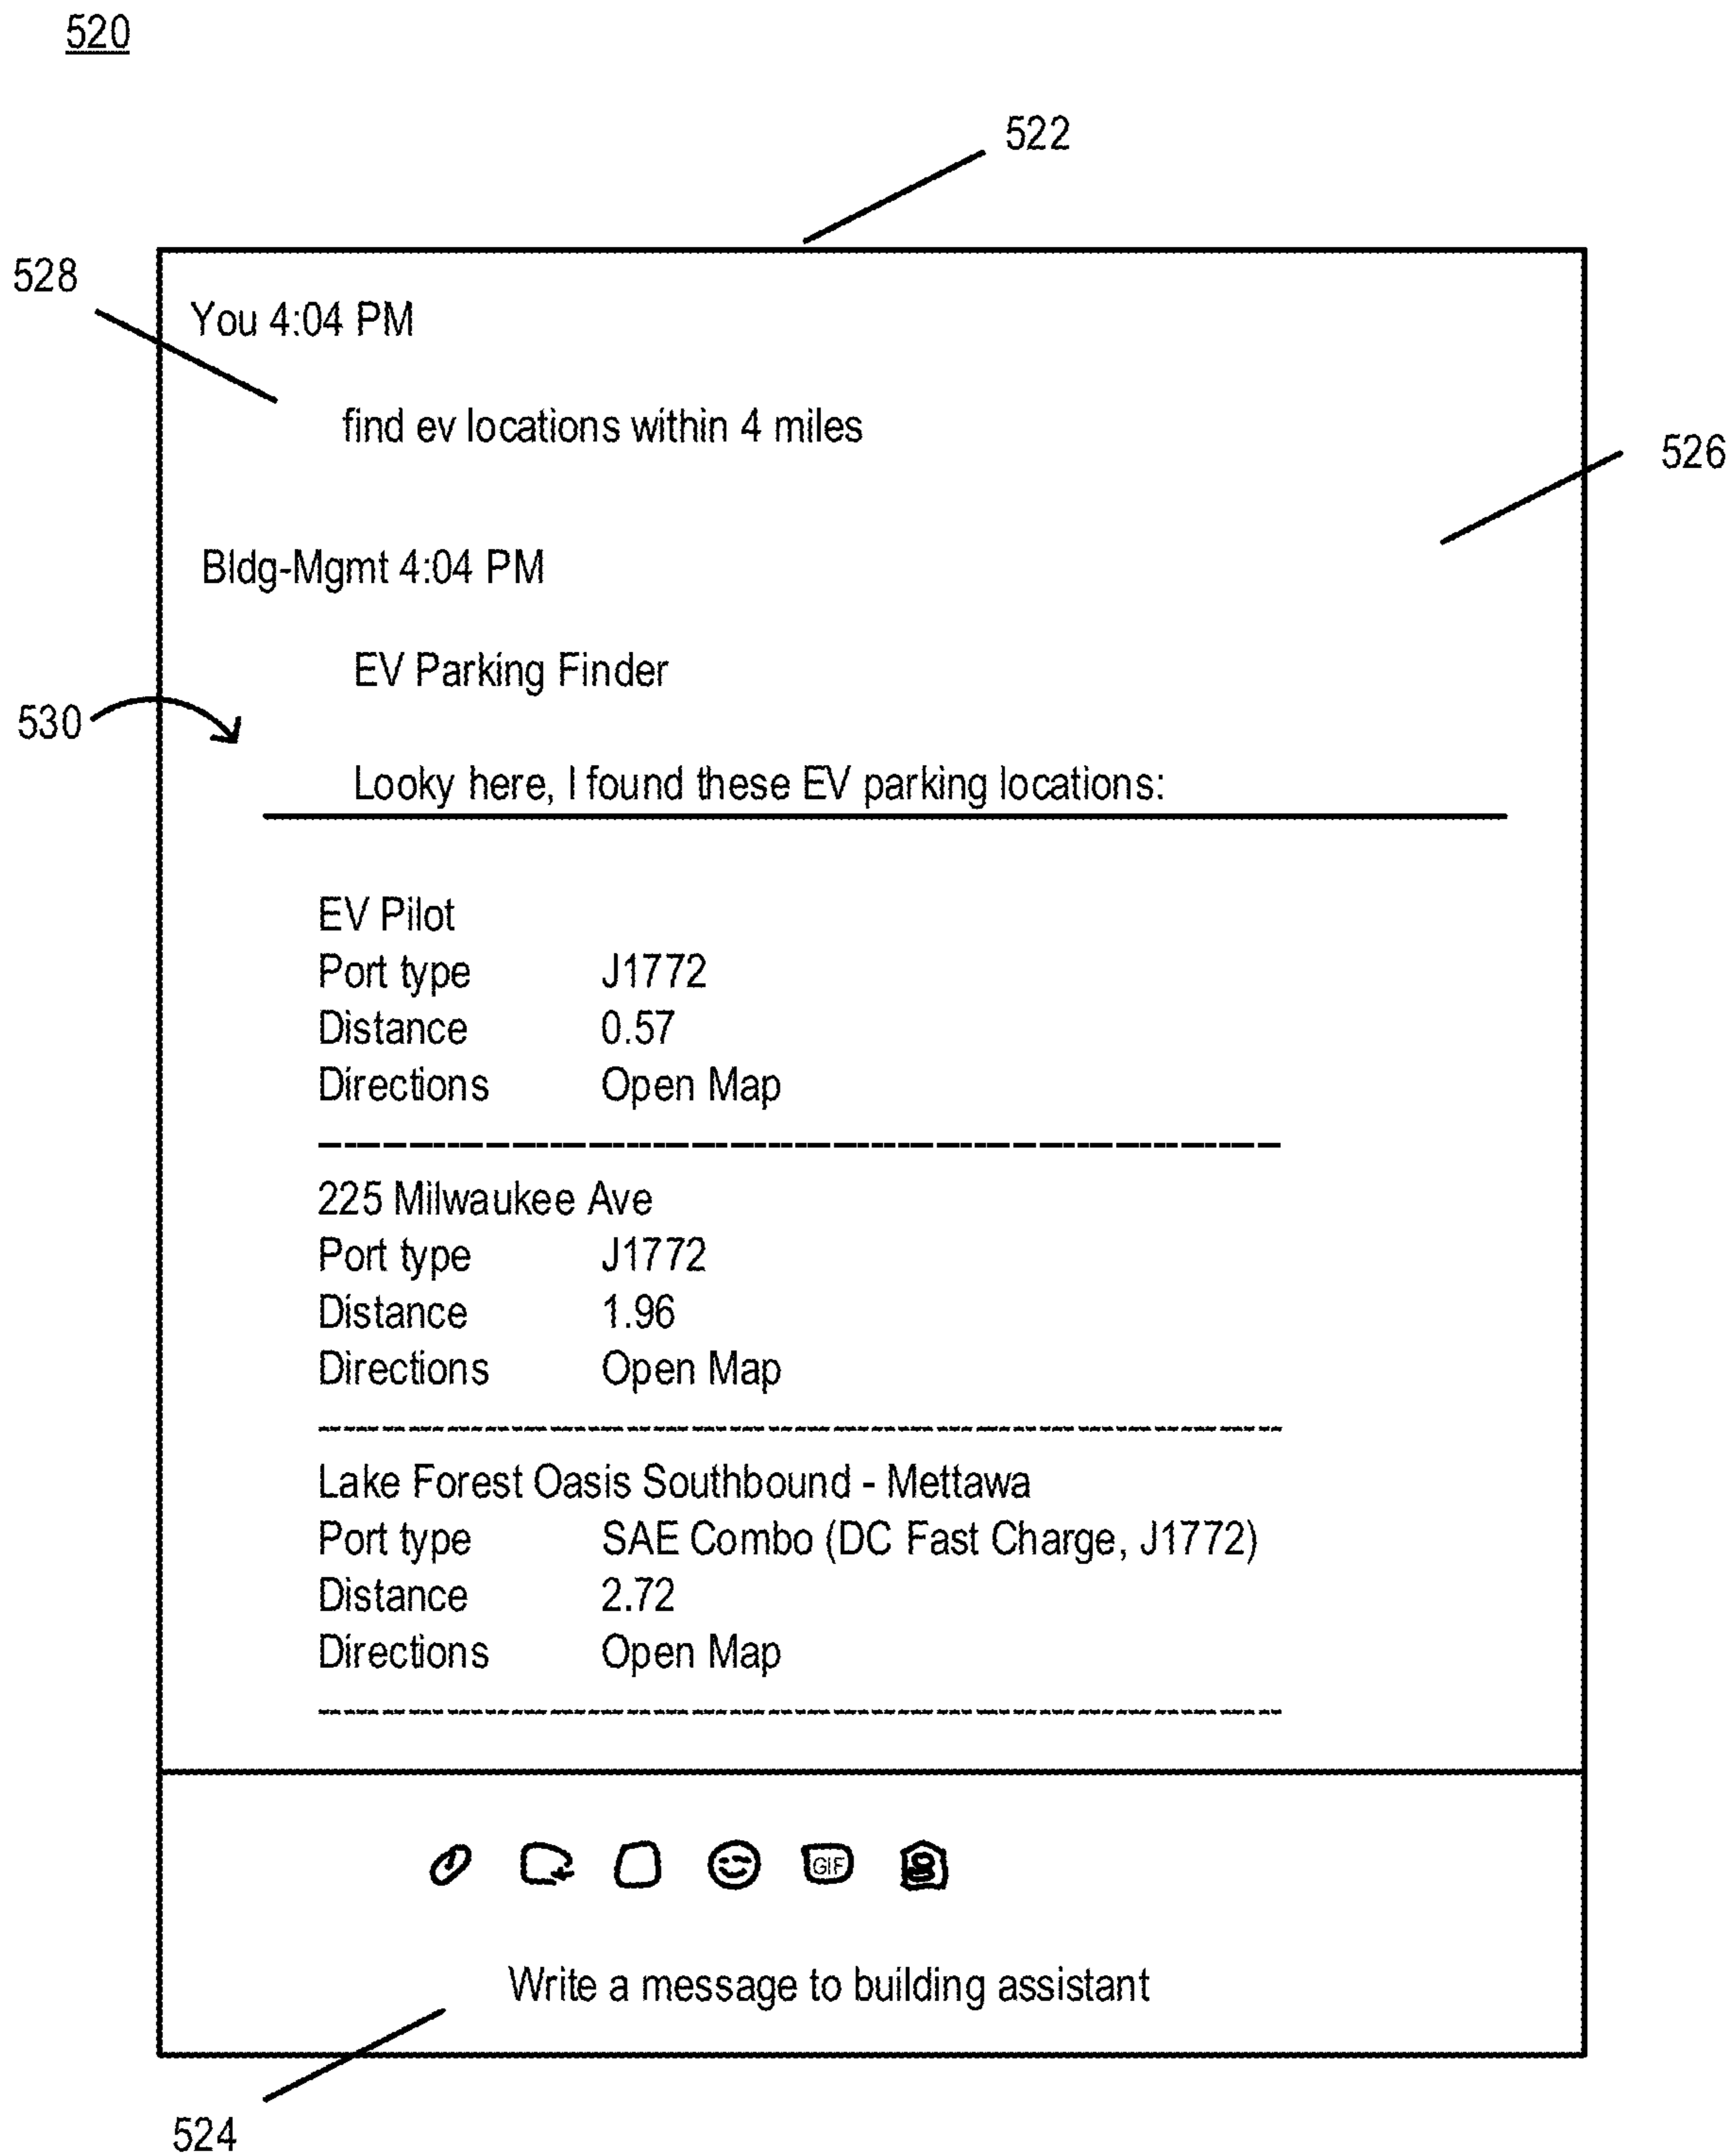 520
522
528
You 4:04 PM
find ev locations within 4 miles
526
Bldg-Mgmt 4:04 PM
EV Parking Finder
530
Looky here, I found these EV parking locations:
EV Pilot
Port type J1772
Distance 0.57
Directions Open Map
225 Milwaukee Ave
Port type J1772
Distance 1.96
Directions Open Map
Lake Forest Oasis Southbound - Mettawa
Port type SAE Combo (DC Fast Charge, J1772)
Distance 2.72
Directions Open Map
GIF
Write a message to building assistant
524